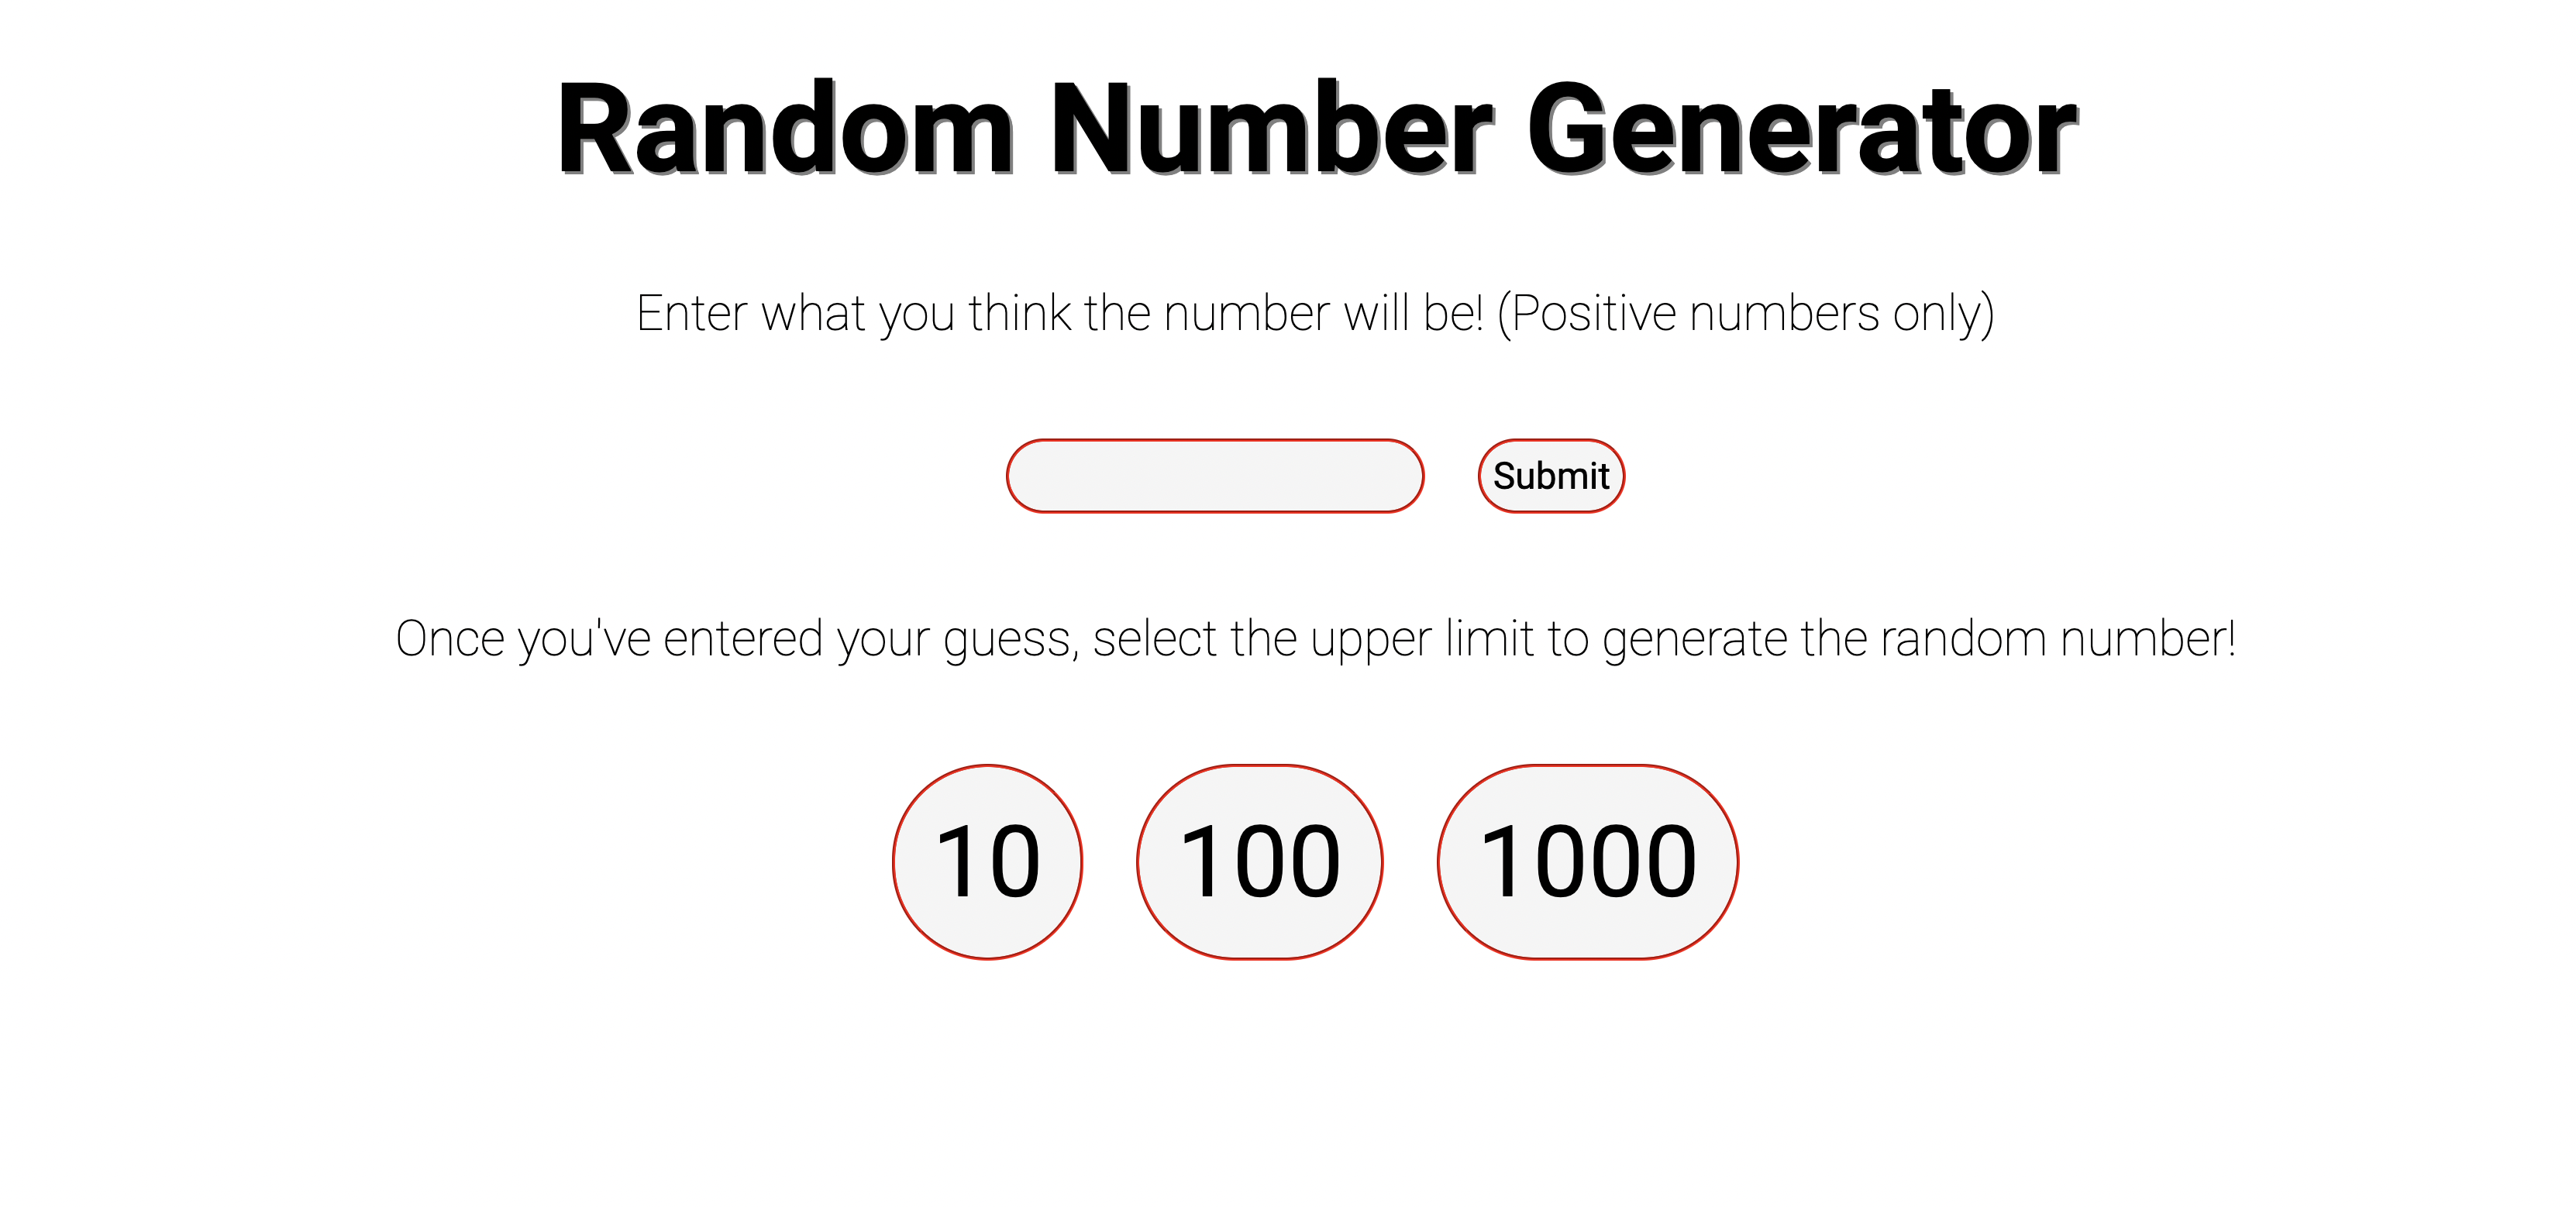 Random Number Generator
Enter what you think the number will be! (Positive numbers only)
Submit
Once you've entered your guess, select the upper limit to generate the random number!
10 100 1000